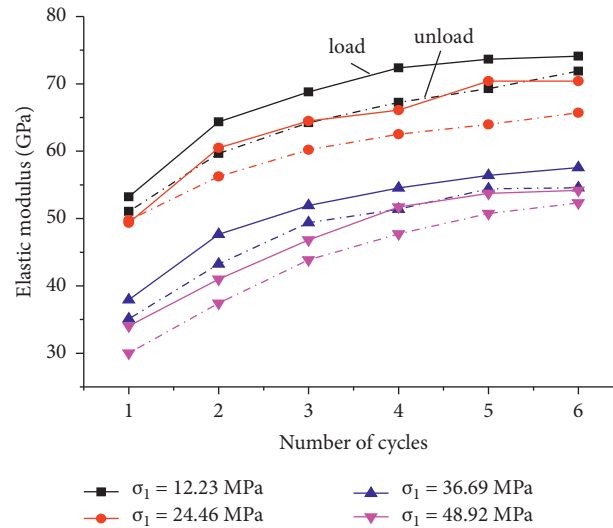 80
70
60
50
40
30
Elastic modulus (GPa)
load
unload
1 2 3 4 5 6
Number of cycles
σ1 = 12.23 MPa
σ1 = 24.46 MPa
σ1 = 36.69 MPa
σ1 = 48.92 MPa